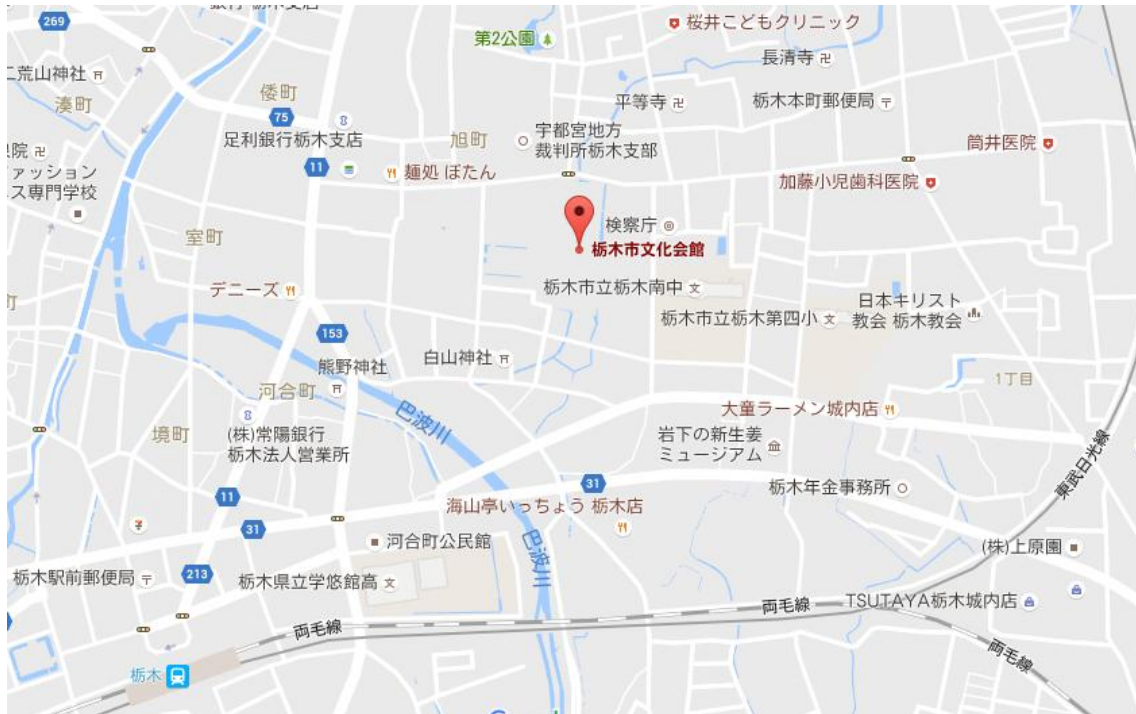 269
桜井こどもクリニック
第2公園
長清寺
二荒山神社
倭町
湊町
平等寺
栃木本町郵便局
75
足利銀行栃木支店
旭町
宇都宮地方
裁判所栃木支部
筒井医院
11
麺処 ぼたん
加藤小児歯科医院
ス専門学校
検察庁
室町
栃木市文化会館
デニーズ
栃木市立栃木南中
日本キリスト
教会 栃木教会
栃木市立栃木第四小
153
熊野神社
白山神社
1丁目
河合町
巴波川
大童ラーメン城内店
境町
(株)常陽銀行
栃木法人営業所
岩下の新生姜
ミュージアム
東武日光線
11
31
栃木年金事務所
海山亭いっちょう 栃木店
31
河合町公民館
巴波川
(株)上原園
栃木駅前郵便局
213
栃木県立学悠館高
TSUTAYA栃木城内店
両毛線
両毛線
両毛線
栃木